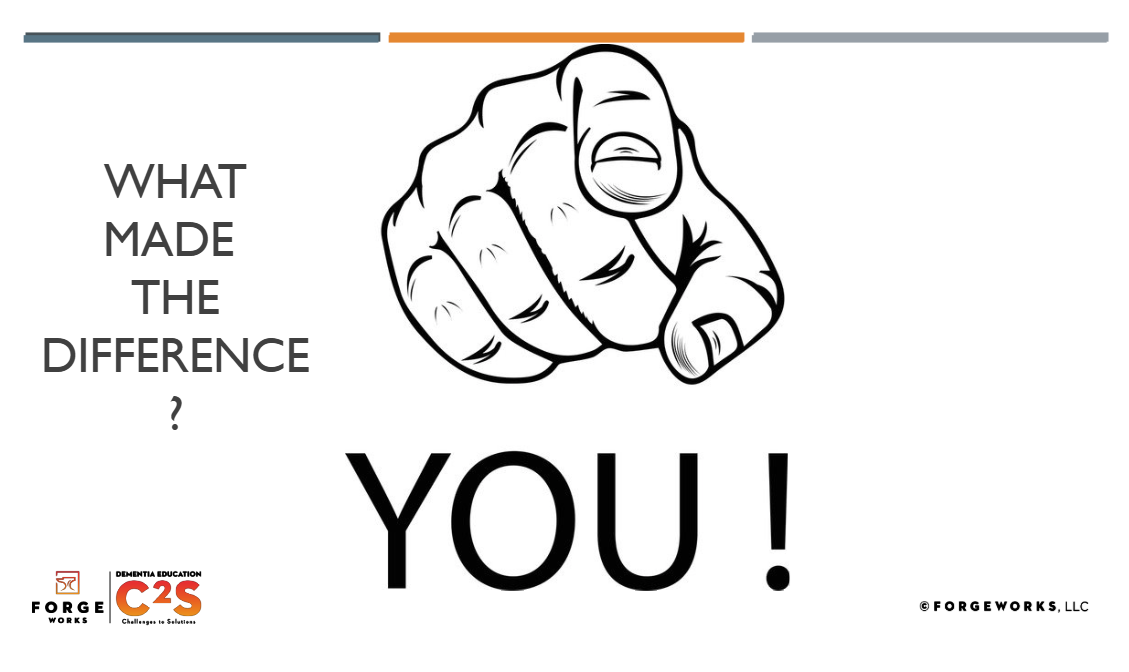 WHAT
MADE
THE
DIFFERENCE
?
YOU !
FORGE
WORKS
DEMENTIA EDUCATION
C2S
Challenges to Solutions
©FORGEWORKS, LLC